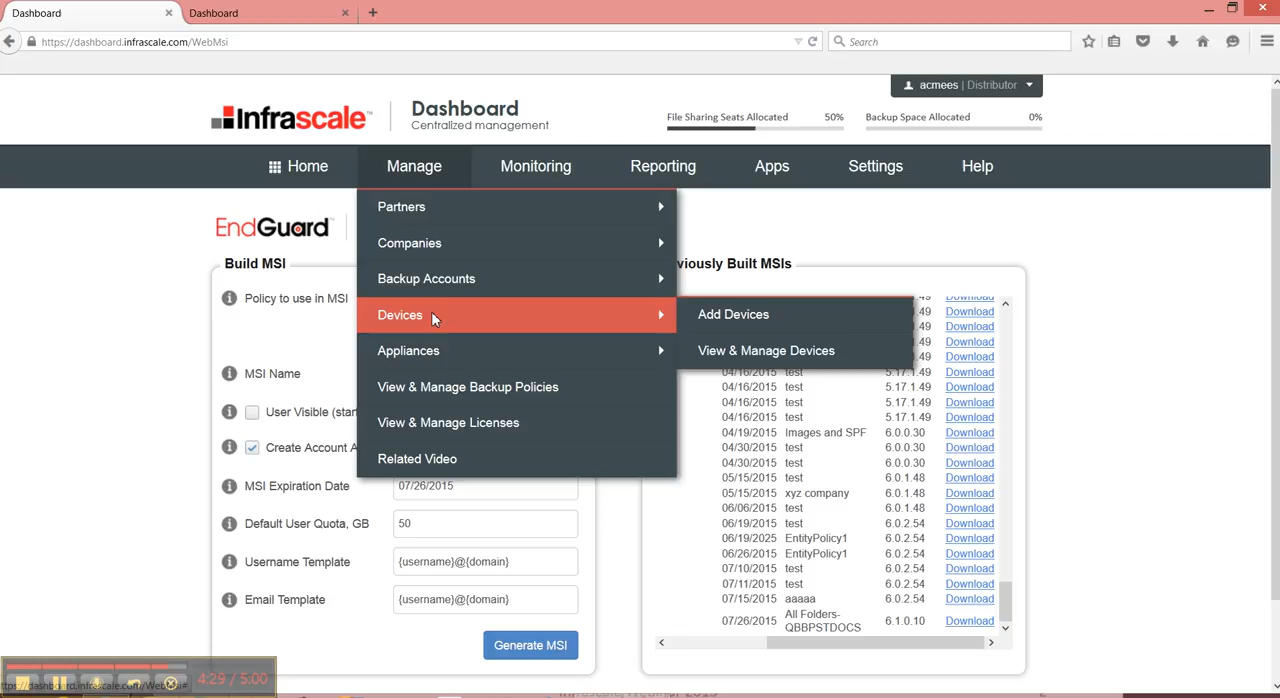 Dashboard
Dashboard
https://dashboard.infrascale.com/WebMsi
Search
acmees | Distributor
Infrascale™
Dashboard
Centralized management
File Sharing Seats Allocated 50%
Backup Space Allocated 0%
Home Manage Monitoring Reporting Apps Settings Help
Partners
Companies
Backup Accounts
Devices
Appliances
View & Manage Backup Policies
View & Manage Licenses
Related Video
Add Devices
View & Manage Devices
EndGuard
Build MSI
Policy to use in MSI
MSI Name
User Visible (star
Create Account A
MSI Expiration Date 07/26/2015
Default User Quota, GB 50
Username Template {username}@{domain}
Email Template {username}@{domain}
Generate MSI
viously Built MSIs
.49 Download
Download
Download
Download
Download
04/16/2015 test 5.17.1.49 Download
04/16/2015 test 5.17.1.49 Download
04/16/2015 test 5.17.1.49 Download
04/16/2015 test 5.17.1.49 Download
04/19/2015 Images and SPF 6.0.0.30 Download
04/30/2015 test 6.0.0.30 Download
04/30/2015 test 6.0.0.30 Download
05/15/2015 test 6.0.1.48 Download
05/15/2015 xyz company 6.0.1.48 Download
06/06/2015 test 6.0.1.48 Download
06/19/2015 test 6.0.2.54 Download
06/19/2025 EntityPolicy1 6.0.2.54 Download
06/26/2015 EntityPolicy1 6.0.2.54 Download
07/10/2015 test 6.0.2.54 Download
07/11/2015 test 6.0.2.54 Download
07/15/2015 aaaaa 6.0.2.54 Download
07/26/2015 All Folders-
QBBPSTDOCS 6.1.0.10 Download
4:29 / 5:00
ttps://dashboard.infrascale.com/WebMsi#